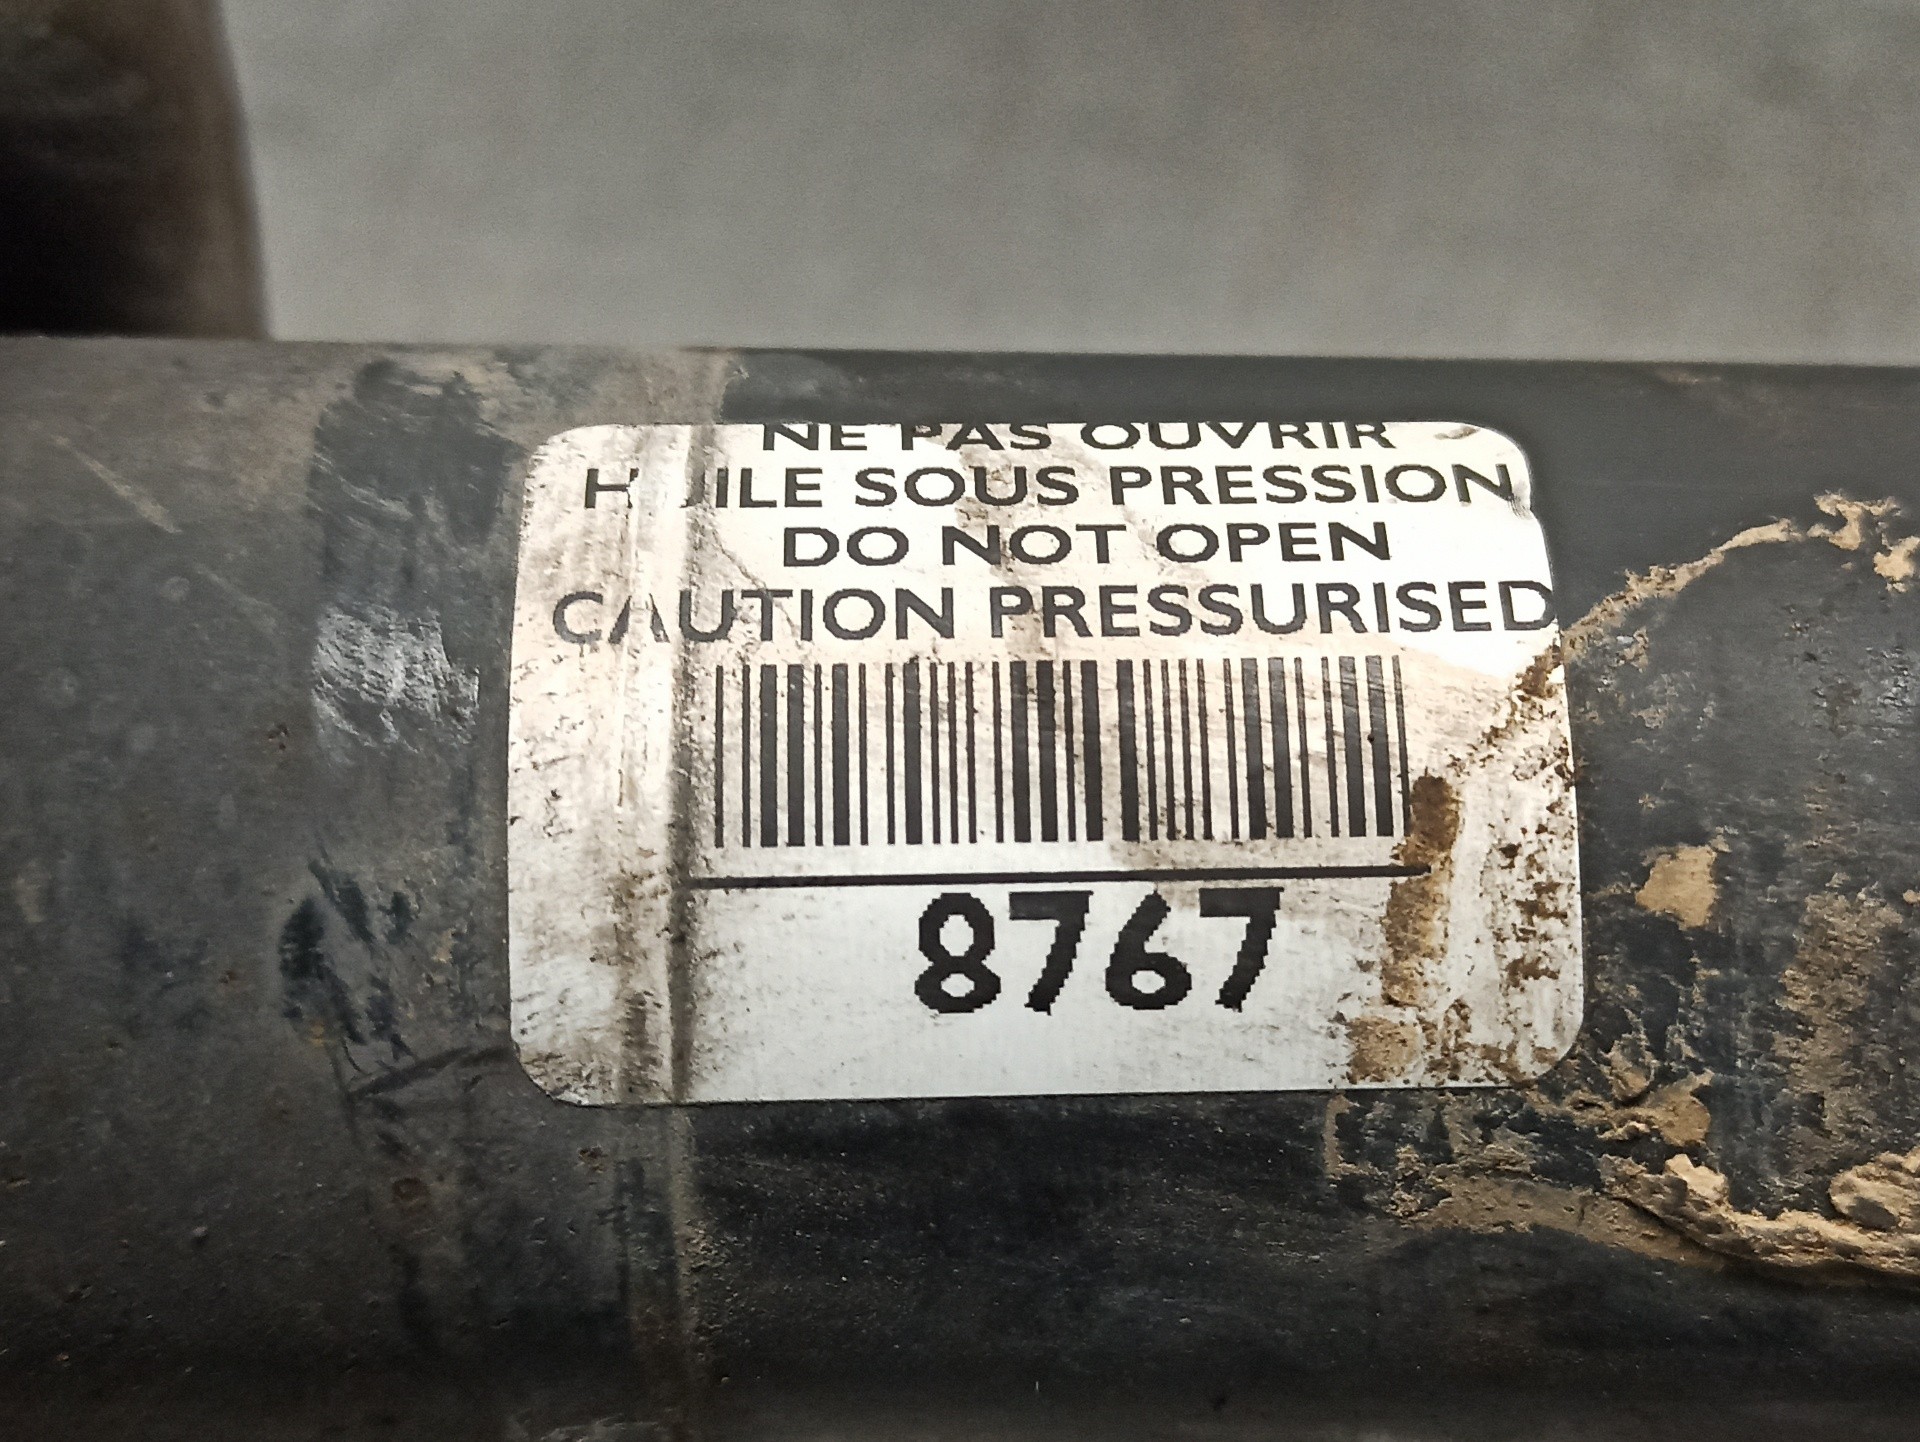 NE PAS OUVRIR
HUILE SOUS PRESSION
DO NOT OPEN
CAUTION PRESSURISED
8767